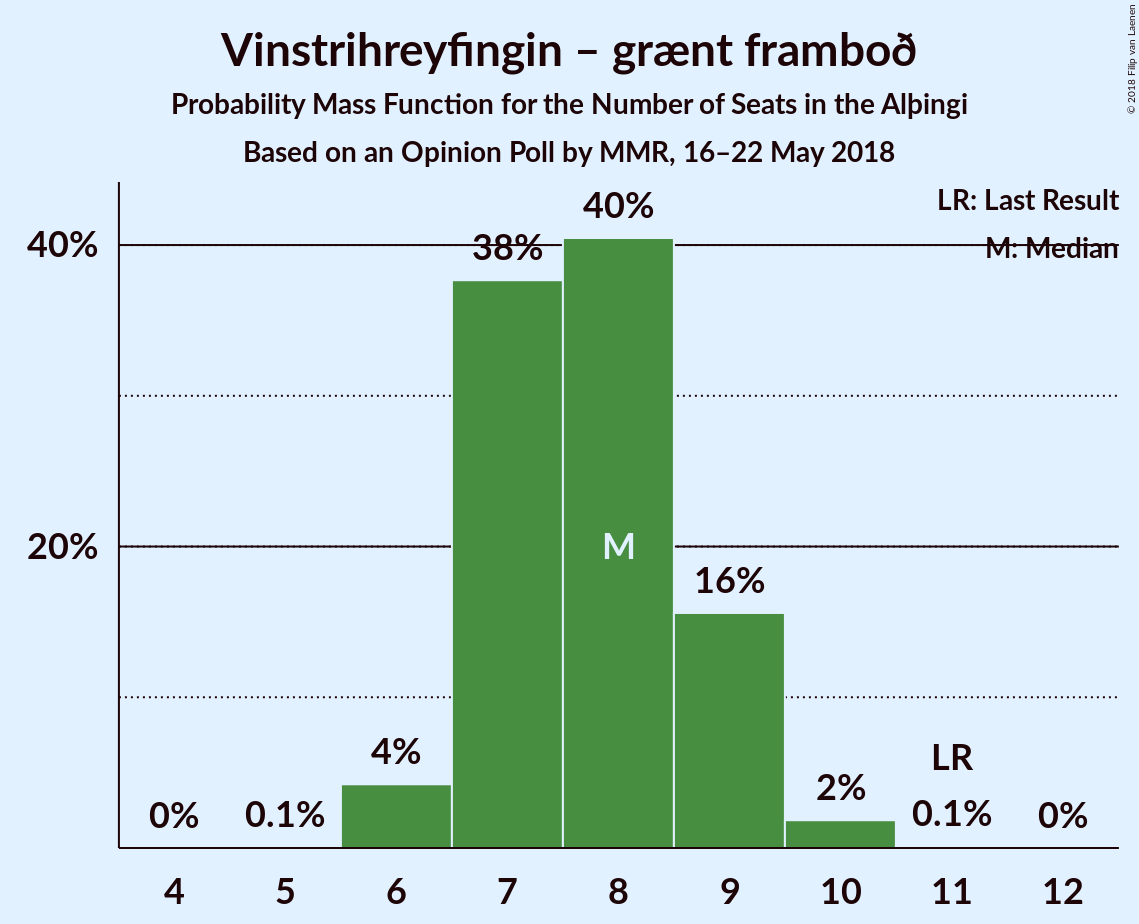 Vinstrihreyfingin – grænt framboð
Probability Mass Function for the Number of Seats in the Alþingi
Based on an Opinion Poll by MMR, 16–22 May 2018
© 2018 Filip van Laenen
LR: Last Result
M: Median
40%
20%
0%
0.1%
4%
38%
40%
M
16%
2%
LR
0.1%
0%
4 5 6 7 8 9 10 11 12